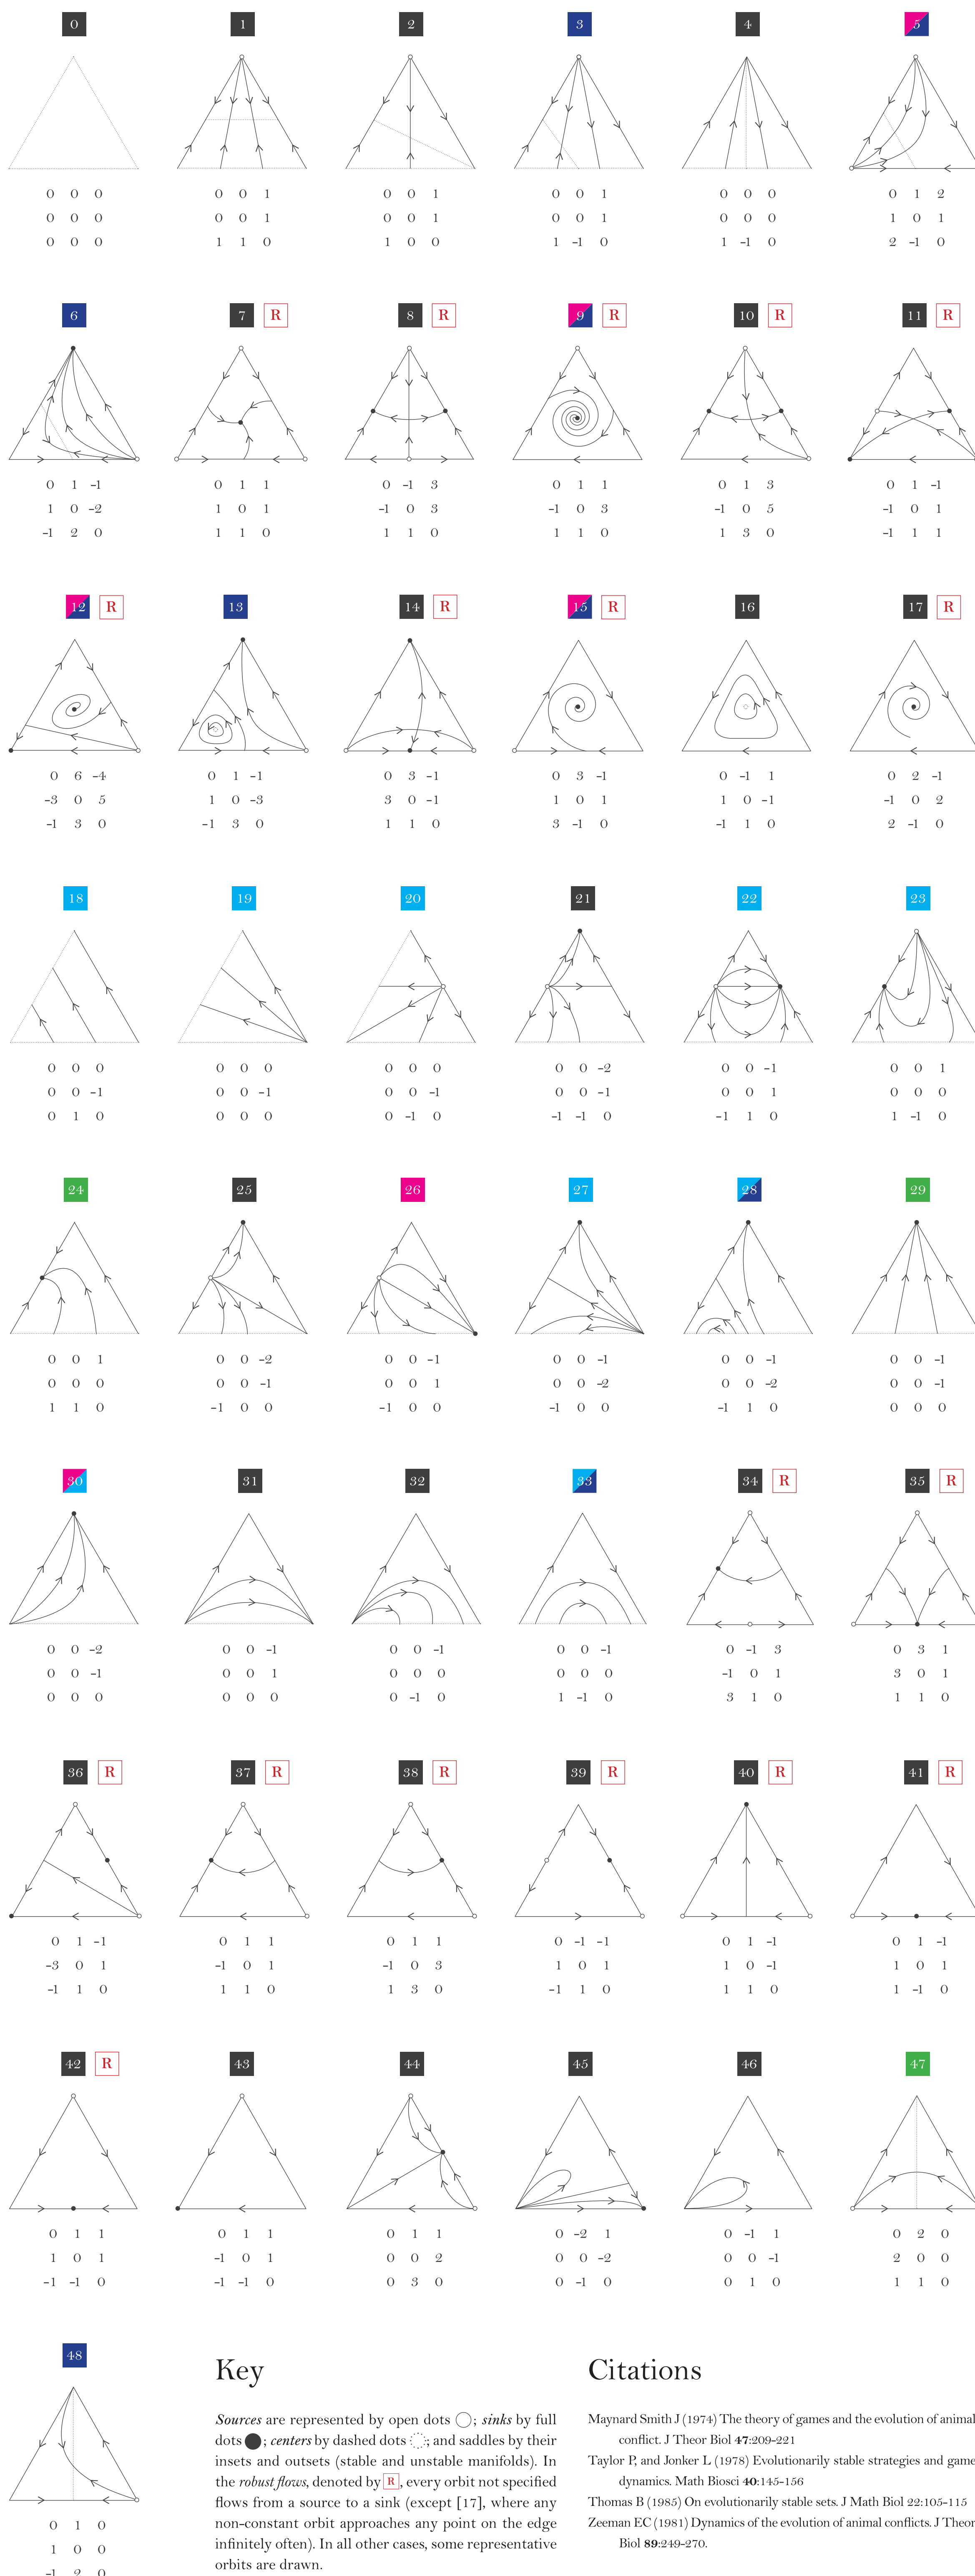 0 1 2 3 4 5
0 0 0 0 0 1 0 0 1 0 0 1 0 0 0 0 1 2
0 0 0 0 0 1 0 0 1 0 0 1 0 0 0 1 0 1
0 0 0 1 1 0 1 0 0 1 -1 0 1 -1 0 2 -1 0
6 7 R 8 R 9 R 10 R 11 R
0 1 -1 0 1 1 0 -1 3 0 1 1 0 1 3 0 1 -1
1 0 -2 1 0 1 -1 0 3 -1 0 3 -1 0 5 -1 0 1
-1 2 0 1 1 0 1 1 0 1 1 0 1 3 0 -1 1 1
12 R 13 14 R 15 R 16 17 R
0 6 -4 0 1 -1 0 3 -1 0 3 -1 0 -1 1 0 2 -1
-3 0 5 1 0 -3 3 0 -1 1 0 1 1 0 -1 -1 0 2
-1 3 0 -1 3 0 1 1 0 3 -1 0 -1 1 0 2 -1 0
18 19 20 21 22 23
0 0 0 0 0 0 0 0 0 0 0 -2 0 0 -1 0 0 1
0 0 -1 0 0 -1 0 0 -1 0 0 -1 0 0 1 0 0 0
0 1 0 0 0 0 0 -1 0 -1 -1 0 -1 1 0 1 -1 0
24 25 26 27 28 29
0 0 1 0 0 -2 0 0 -1 0 0 -1 0 0 -1 0 0 -1
0 0 0 0 0 -1 0 0 1 0 0 -2 0 0 -2 0 0 -1
1 1 0 -1 0 0 -1 0 0 -1 0 0 -1 1 0 0 0 0
30 31 32 33 34 R 35 R
0 0 -2 0 0 -1 0 0 -1 0 0 -1 0 -1 3 0 3 1
0 0 -1 0 0 1 0 0 0 0 0 0 -1 0 1 3 0 1
0 0 0 0 0 0 0 -1 0 1 -1 0 3 1 0 1 1 0
36 R 37 R 38 R 39 R 40 R 41 R
0 1 -1 0 1 1 0 1 1 0 -1 -1 0 1 -1 0 1 -1
-3 0 1 -1 0 1 -1 0 3 1 0 1 1 0 -1 1 0 1
-1 1 0 1 1 0 1 3 0 -1 1 0 1 1 0 1 -1 0
42 R 43 44 45 46 47
0 1 1 0 1 1 0 1 1 0 -2 1 0 -1 1 0 2 0
1 0 1 -1 0 1 0 0 2 0 0 -2 0 0 -1 2 0 0
-1 -1 0 -1 -1 0 0 3 0 0 -1 0 0 1 0 1 1 0
48
0 1 0
1 0 0
-1 2 0
Key
Sources are represented by open dots ; sinks by full
dots ; centers by dashed dots ; and saddles by their
insets and outsets (stable and unstable manifolds). In
the robust flows, denoted by R, every orbit not specified
flows from a source to a sink (except [17], where any
non-constant orbit approaches any point on the edge
infinitely often). In all other cases, some representative
orbits are drawn.
Citations
Maynard Smith J (1974) The theory of games and the evolution of animal
conflict. J Theor Biol 47:209-221
Taylor P, and Jonker L (1978) Evolutionarily stable strategies and game
dynamics. Math Biosci 40:145-156
Thomas B (1985) On evolutionarily stable sets. J Math Biol 22:105-115
Zeeman EC (1981) Dynamics of the evolution of animal conflicts. J Theor
Biol 89:249-270.